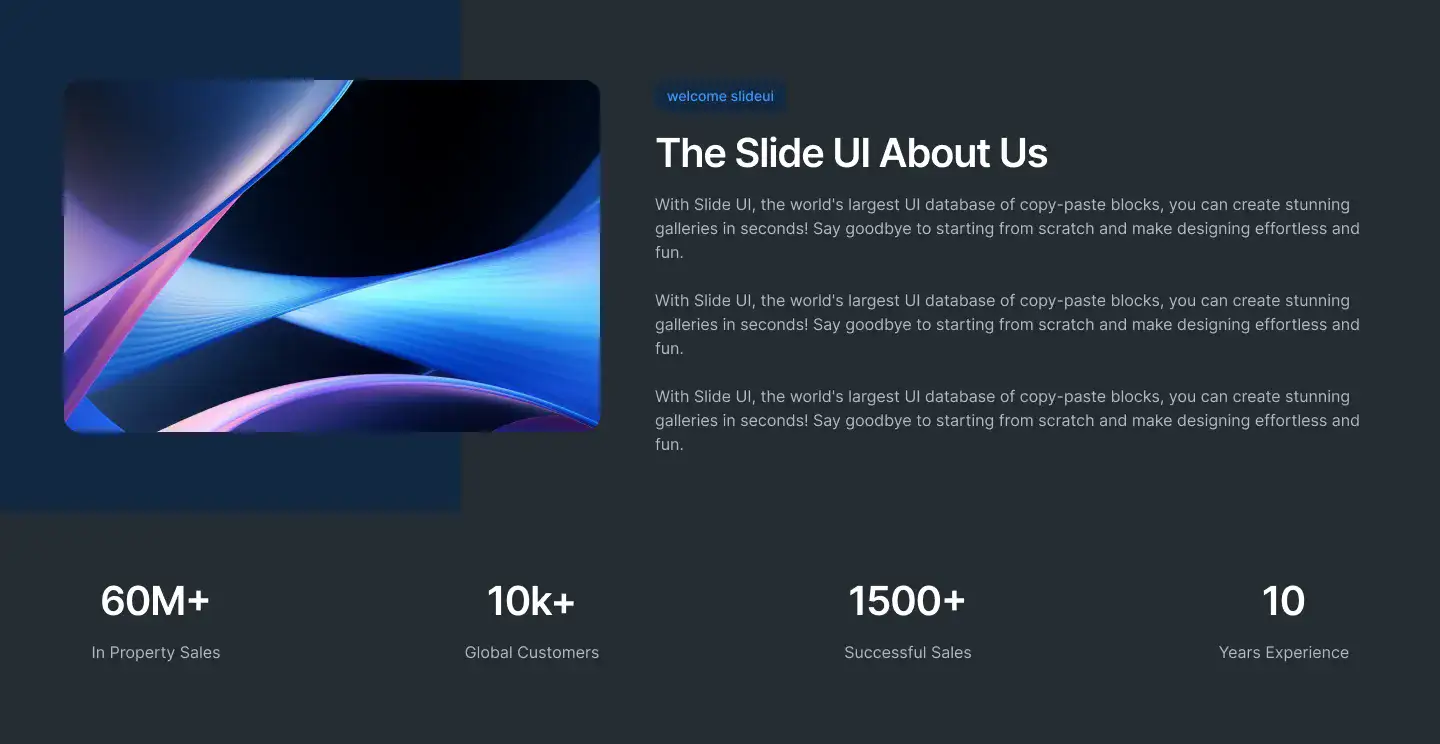 welcome slideui
The Slide UI About Us
With Slide UI, the world's largest UI database of copy-paste blocks, you can create stunning
galleries in seconds! Say goodbye to starting from scratch and make designing effortless and
fun.
With Slide UI, the world's largest UI database of copy-paste blocks, you can create stunning
galleries in seconds! Say goodbye to starting from scratch and make designing effortless and
fun.
With Slide UI, the world's largest UI database of copy-paste blocks, you can create stunning
galleries in seconds! Say goodbye to starting from scratch and make designing effortless and
fun.
60M+
In Property Sales
10k+
Global Customers
1500+
Successful Sales
10
Years Experience